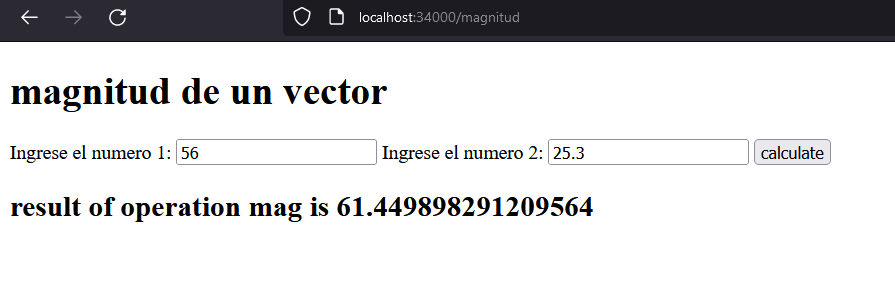 localhost:34000/magnitud
magnitud de un vector
Ingrese el numero 1: 56 Ingrese el numero 2: 25.3 calculate
result of operation mag is 61.449898291209564